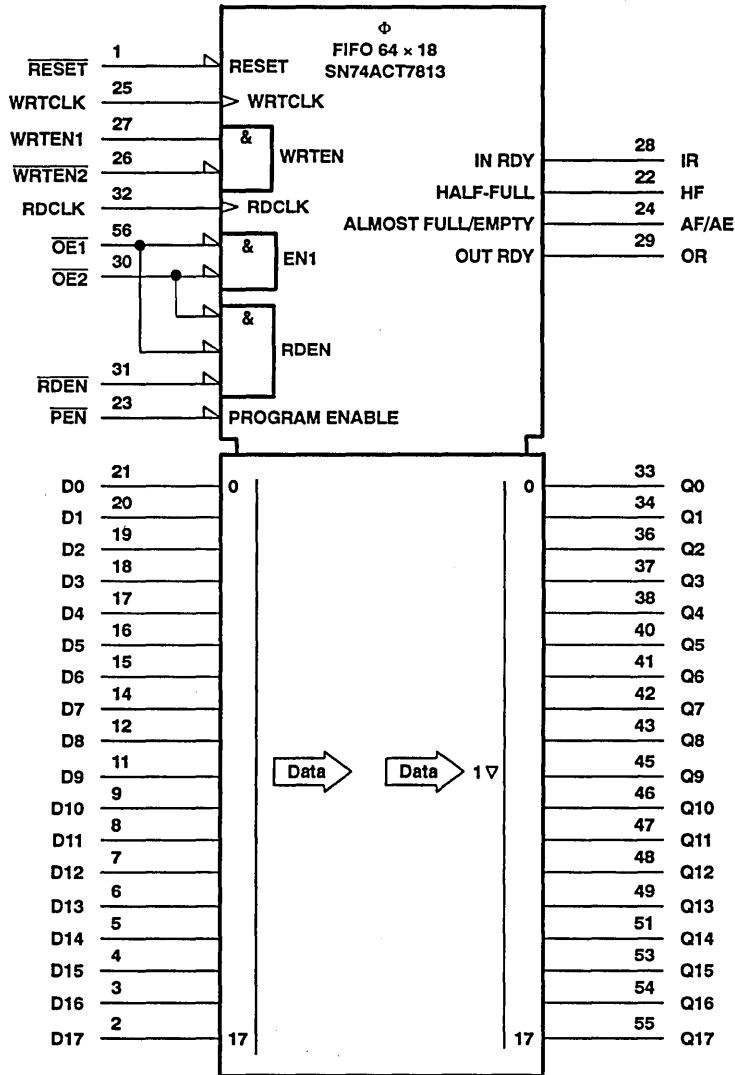 Φ
FIFO 64 × 18
SN74ACT7813
RESET 1 RESET
WRTCLK 25 WRTCLK
WRTEN1 27 & WRTEN
WRTEN2 26
RDCLK 32 RDCLK
OE1 56 & EN1
OE2 30
& RDEN
RDEN 31
PEN 23 PROGRAM ENABLE
IN RDY 28 IR
HALF-FULL 22 HF
ALMOST FULL/EMPTY 24 AF/AE
OUT RDY 29 OR
D0 21 0 0 33 Q0
D1 20 34 Q1
D2 19 36 Q2
D3 18 37 Q3
D4 17 38 Q4
D5 16 40 Q5
D6 15 41 Q6
D7 14 42 Q7
D8 12 43 Q8
D9 11 Data Data 1 ▽ 45 Q9
D10 9 46 Q10
D11 8 47 Q11
D12 7 48 Q12
D13 6 49 Q13
D14 5 51 Q14
D15 4 53 Q15
D16 3 54 Q16
D17 2 17 17 55 Q17